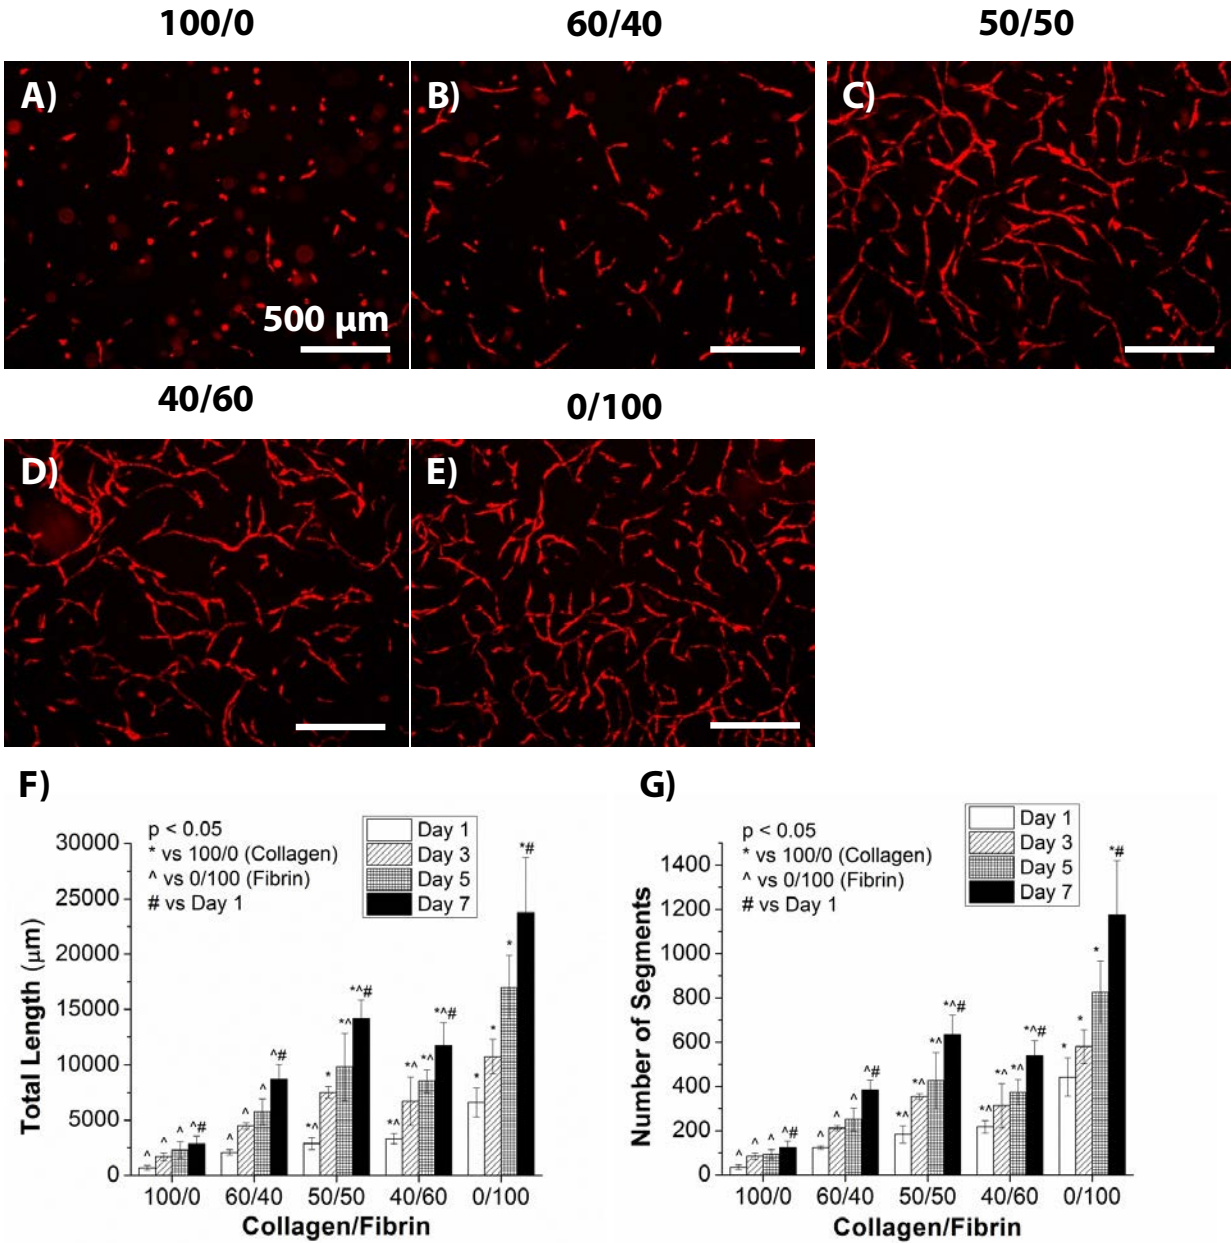 100/0
60/40
50/50
A)
B)
C)
500 µm
40/60
0/100
D)
E)
F)
G)
p < 0.05
* vs 100/0 (Collagen)
^ vs 0/100 (Fibrin)
# vs Day 1
Day 1
Day 3
Day 5
Day 7
30000
25000
20000
15000
10000
5000
0
Total Length (µm)
^
^
^
^#
^
^
^
^#
*^
*
*^
*^#
*^
*^
*^
*^#
*
*
*
*#
100/0
60/40
50/50
40/60
0/100
Collagen/Fibrin
p < 0.05
* vs 100/0 (Collagen)
^ vs 0/100 (Fibrin)
# vs Day 1
Day 1
Day 3
Day 5
Day 7
1400
1200
1000
800
600
400
200
0
Number of Segments
^
^
^
^#
^
^
^
^#
*^
*^
*^
*^#
*^
*^
*^
*^#
*
*
*
*#
100/0
60/40
50/50
40/60
0/100
Collagen/Fibrin